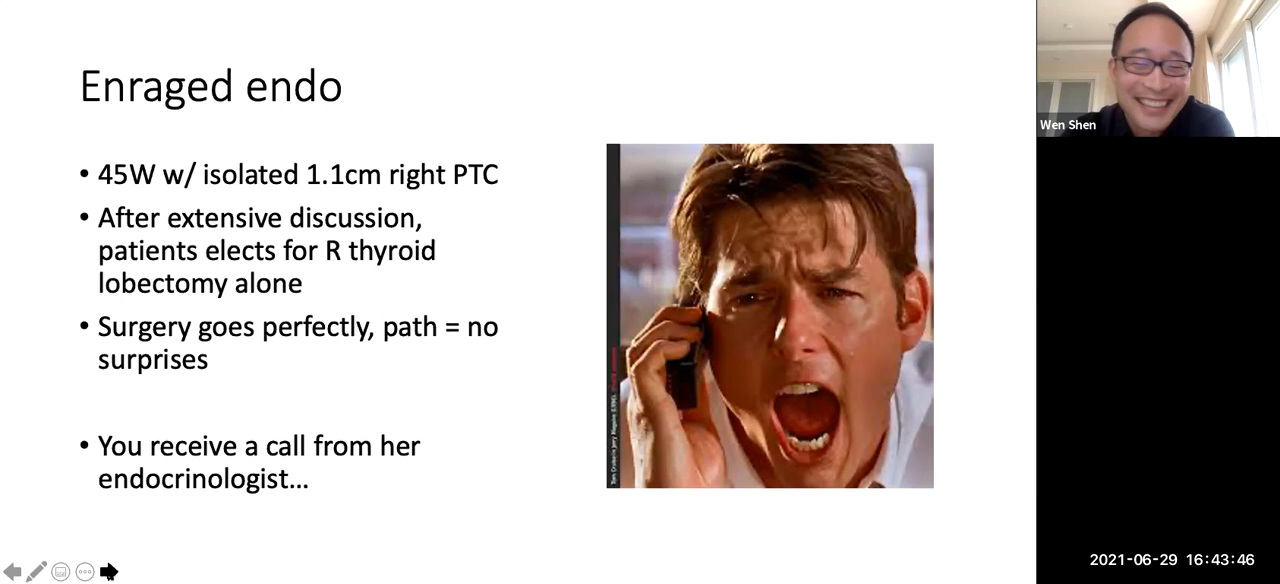 Enraged endo
• 45W w/ isolated 1.1cm right PTC
• After extensive discussion,
patients elects for R thyroid
lobectomy alone
• Surgery goes perfectly, path = no
surprises
• You receive a call from her
endocrinologist...
Wen Shen
2021-06-29 16:43:46